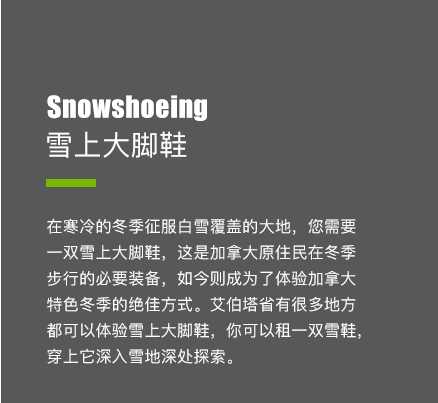 Snowshoeing
雪上大脚鞋
在寒冷的冬季征服白雪覆盖的大地，您需要
一双雪上大脚鞋，这是加拿大原住民在冬季
步行的必要装备，如今则成为了体验加拿大
特色冬季的绝佳方式。艾伯塔省有很多地方
都可以体验雪上大脚鞋，你可以租一双雪鞋，
穿上它深入雪地深处探索。